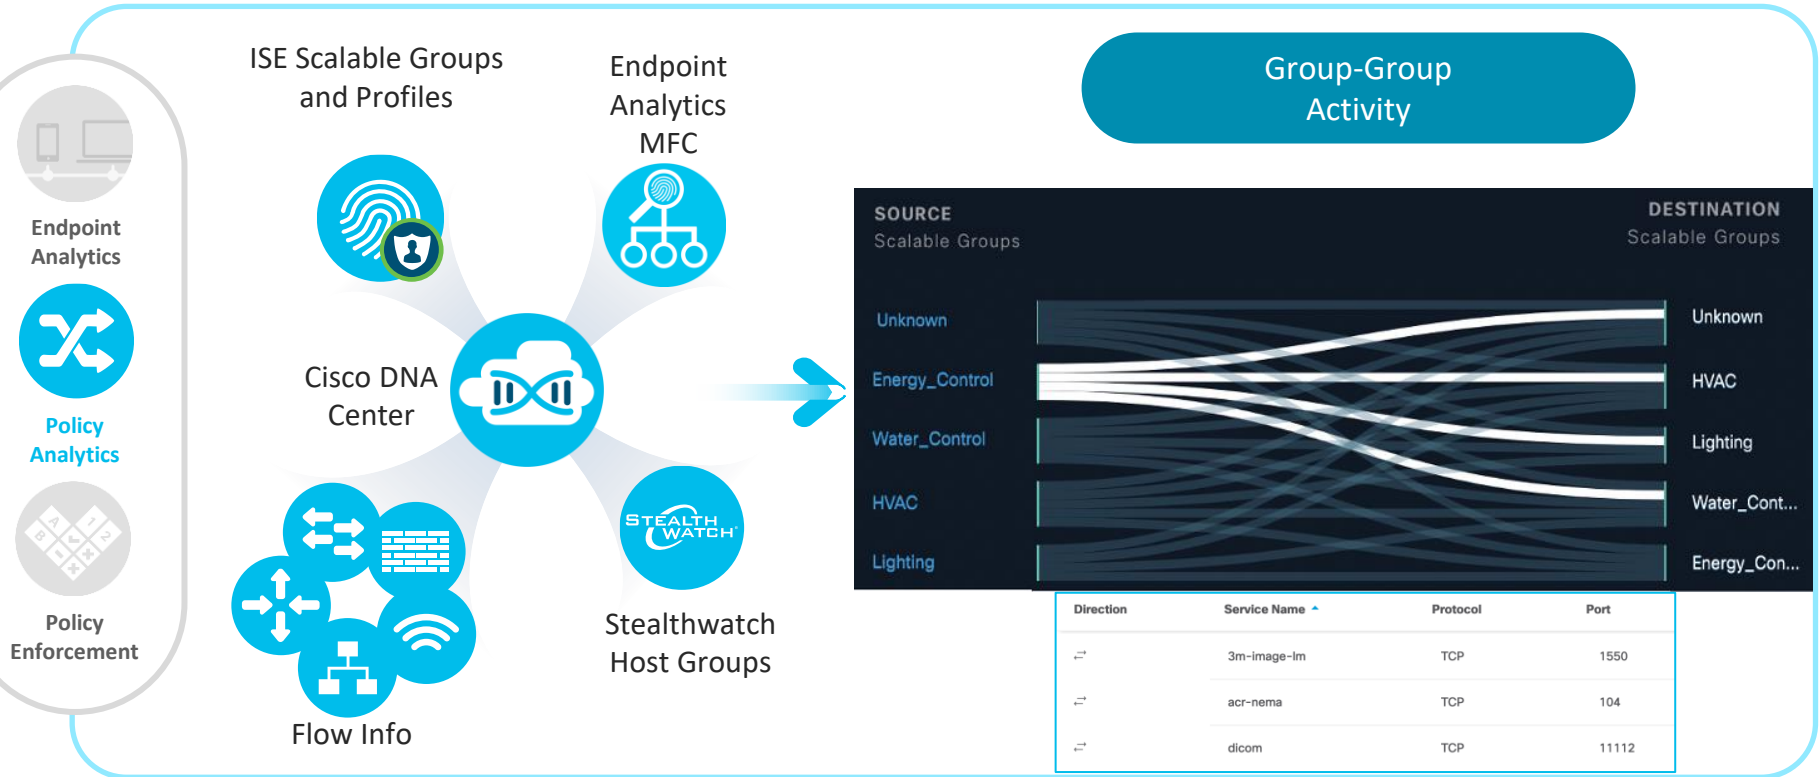 Endpoint
Analytics
Policy
Analytics
A
1
B
2
Policy
Enforcement
ISE Scalable Groups
and Profiles
Endpoint
Analytics
MFC
Cisco DNA
Center
STEALTH
WATCH
Stealthwatch
Host Groups
Flow Info
Group-Group
Activity
SOURCE
Scalable Groups
DESTINATION
Scalable Groups
Unknown
Energy_Control
Water_Control
HVAC
Lighting
Unknown
HVAC
Lighting
Water_Cont...
Energy_Con...
Direction Service Name Protocol Port
3m-image-lm TCP 1550
acr-nema TCP 104
dicom TCP 11112